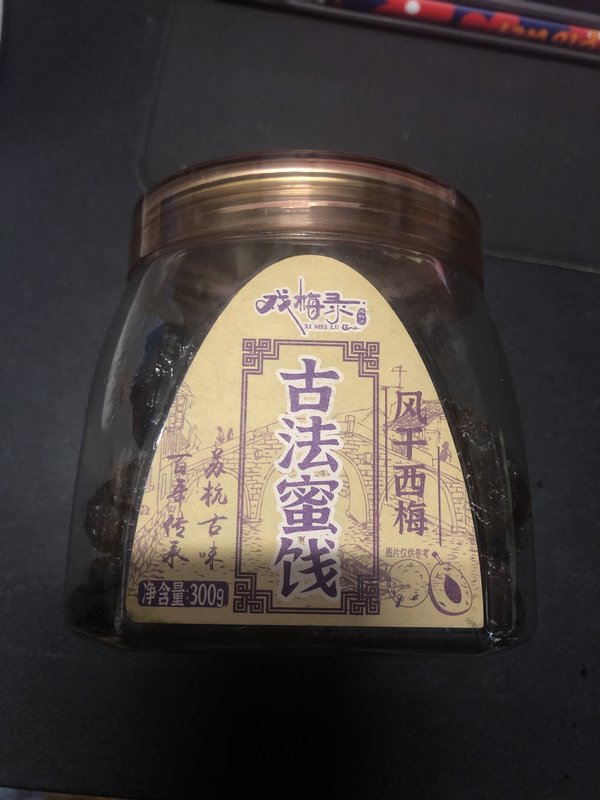 戏梅录
XI MEI LU
古法蜜饯
风干西梅
苏杭古味
百年传承
图片仅供参考
净含量:300g